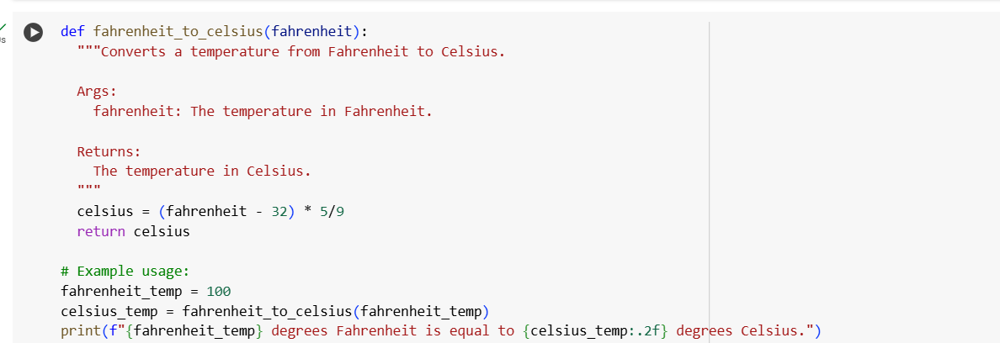 def fahrenheit_to_celsius(fahrenheit):
  """Converts a temperature from Fahrenheit to Celsius.

  Args:
    fahrenheit: The temperature in Fahrenheit.

  Returns:
    The temperature in Celsius.
  """
  celsius = (fahrenheit - 32) * 5/9
  return celsius

# Example usage:
fahrenheit_temp = 100
celsius_temp = fahrenheit_to_celsius(fahrenheit_temp)
print(f"{fahrenheit_temp} degrees Fahrenheit is equal to {celsius_temp:.2f} degrees Celsius.")